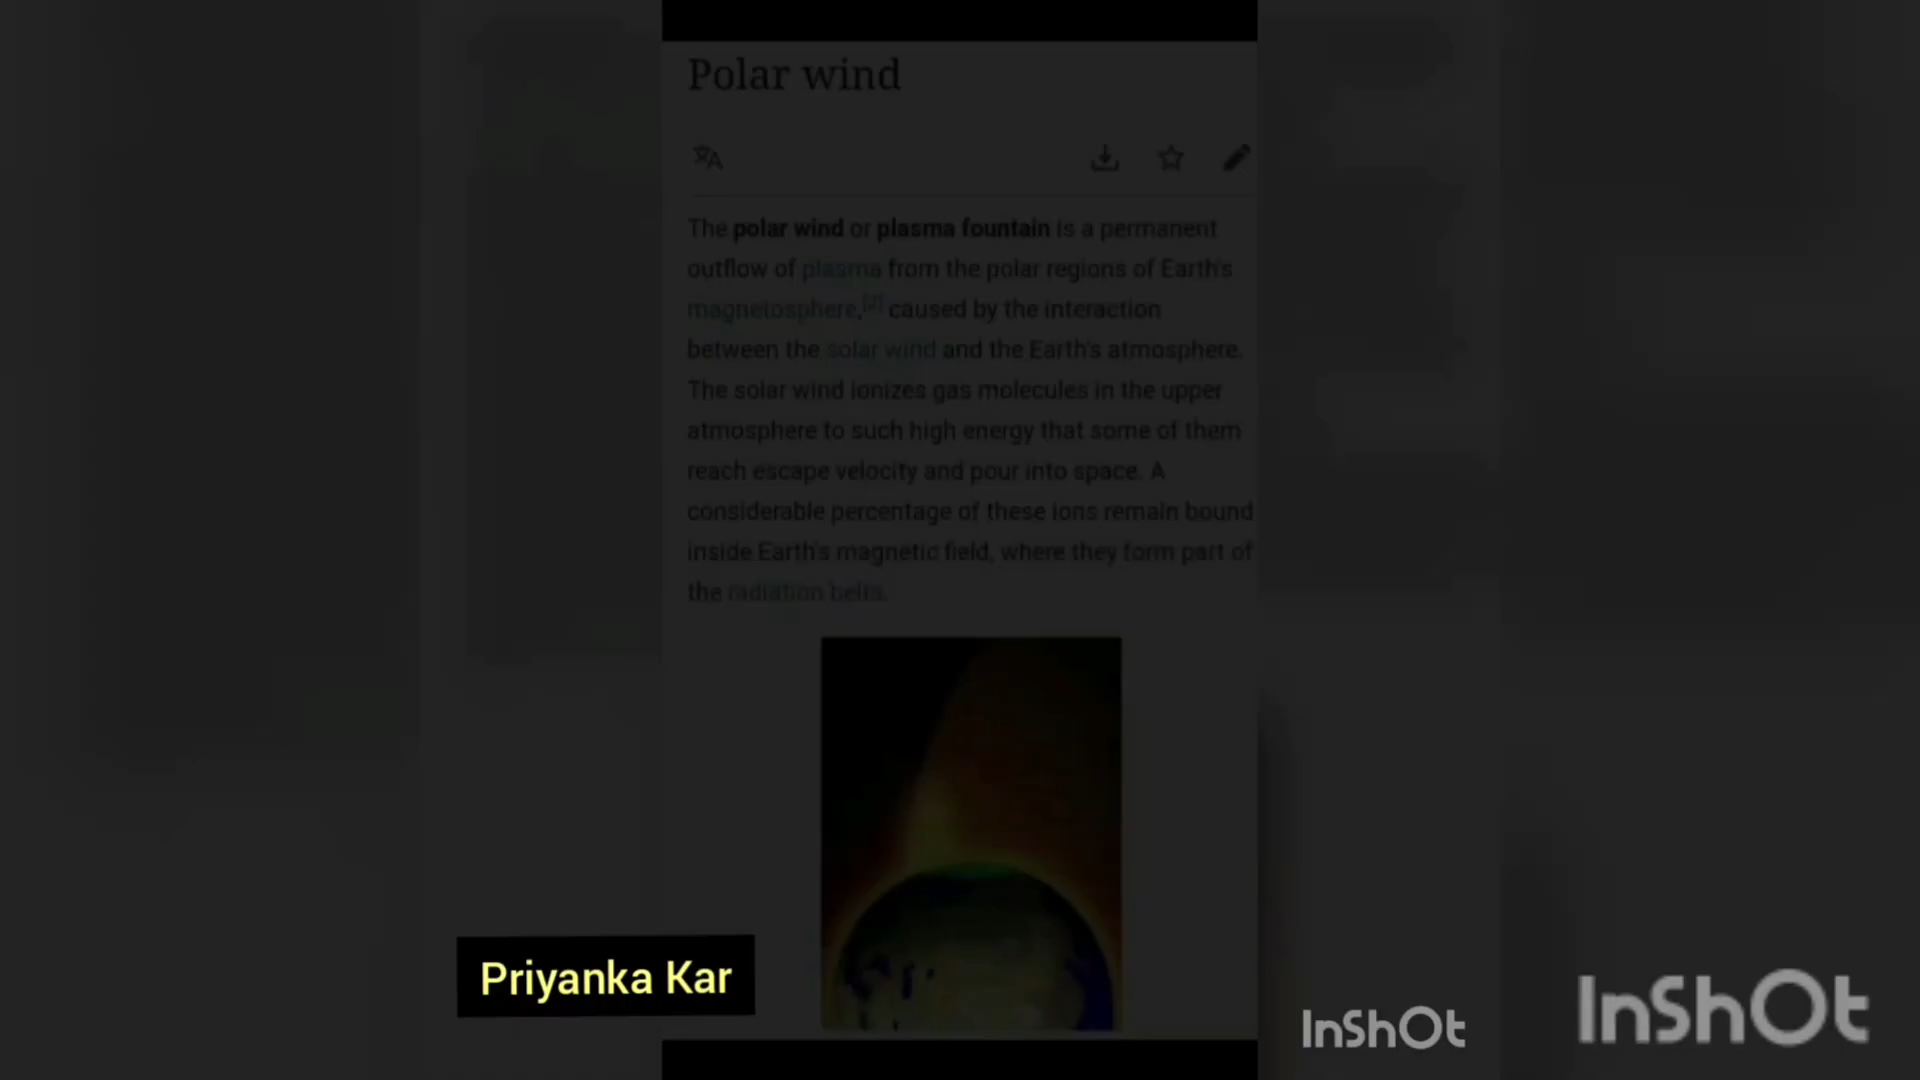 Polar wind
The polar wind or plasma fountain is a permanent
outflow of plasma from the polar regions of Earth's
magnetosphere,[2] caused by the interaction
between the solar wind and the Earth's atmosphere.
The solar wind ionizes gas molecules in the upper
atmosphere to such high energy that some of them
reach escape velocity and pour into space. A
considerable percentage of these ions remain bound
inside Earth's magnetic field, where they form part of
the radiation belts.
Priyanka Kar
InShOt
InShOt